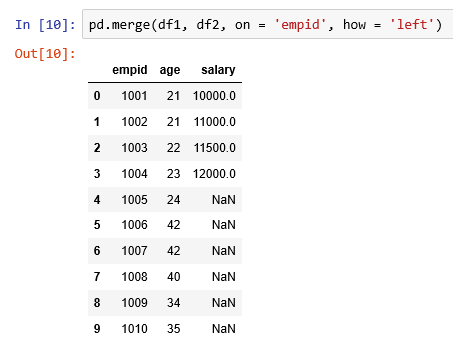 In [10]: pd.merge(df1, df2, on = 'empid', how = 'left')
Out[10]:
empid age salary
0 1001 21 10000.0
1 1002 21 11000.0
2 1003 22 11500.0
3 1004 23 12000.0
4 1005 24 NaN
5 1006 42 NaN
6 1007 42 NaN
7 1008 40 NaN
8 1009 34 NaN
9 1010 35 NaN